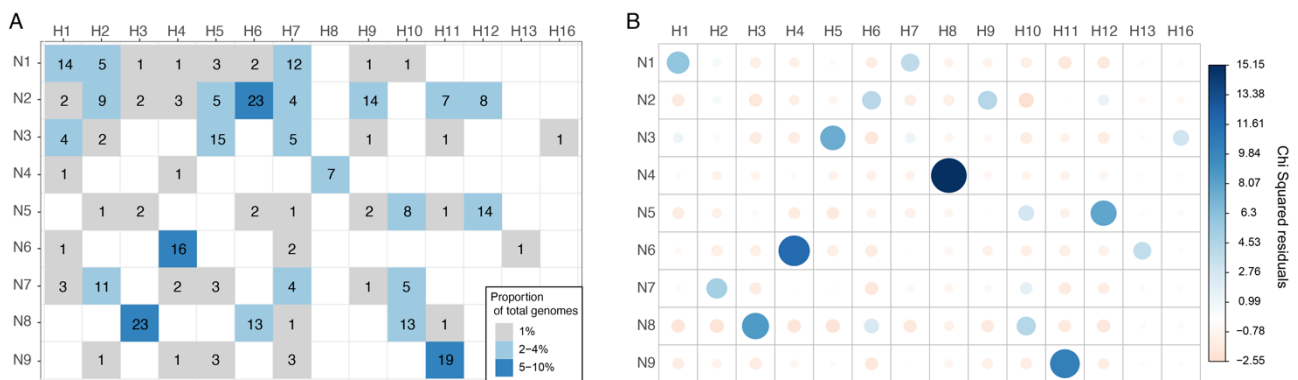 A
H1 H2 H3 H4 H5 H6 H7 H8 H9 H10 H11 H12 H13 H16
N1 14 5 1 1 3 2 12 1 1
N2 2 9 2 3 5 23 4 14 7 8
N3 4 2 15 5 1 1 1
N4 1 1 7
N5 1 2 2 1 2 8 1 14
N6 1 16 2 1
N7 3 11 2 3 4 1 5
N8 23 13 1 13 1
N9 1 1 3 3 19
Proportion
of total genomes
1%
2–4%
5–10%
B
H1 H2 H3 H4 H5 H6 H7 H8 H9 H10 H11 H12 H13 H16
N1
N2
N3
N4
N5
N6
N7
N8
N9
15.15
13.38
11.61
9.84
8.07
6.3
4.53
2.76
0.99
−0.78
−2.55
Chi Squared residuals